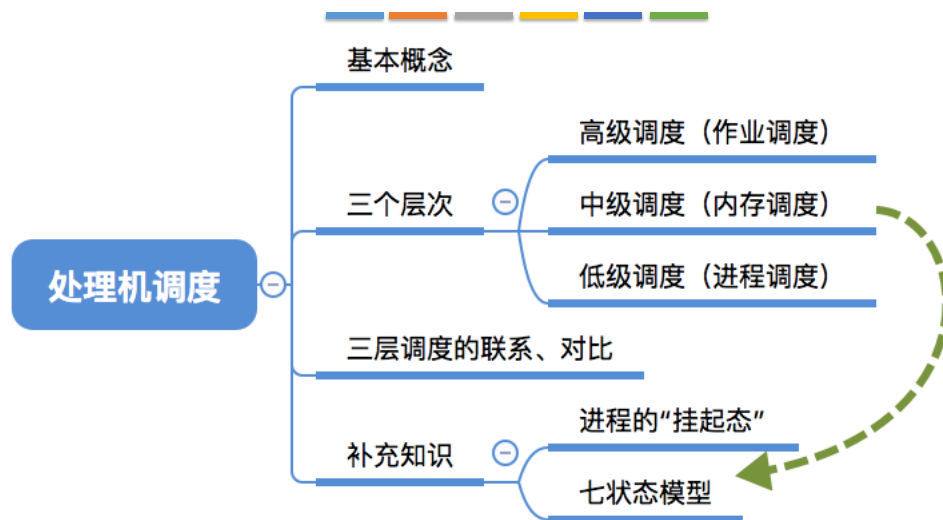 基本概念
高级调度（作业调度）
三个层次
中级调度（内存调度）
低级调度（进程调度）
处理机调度
三层调度的联系、对比
进程的“挂起态”
补充知识
七状态模型